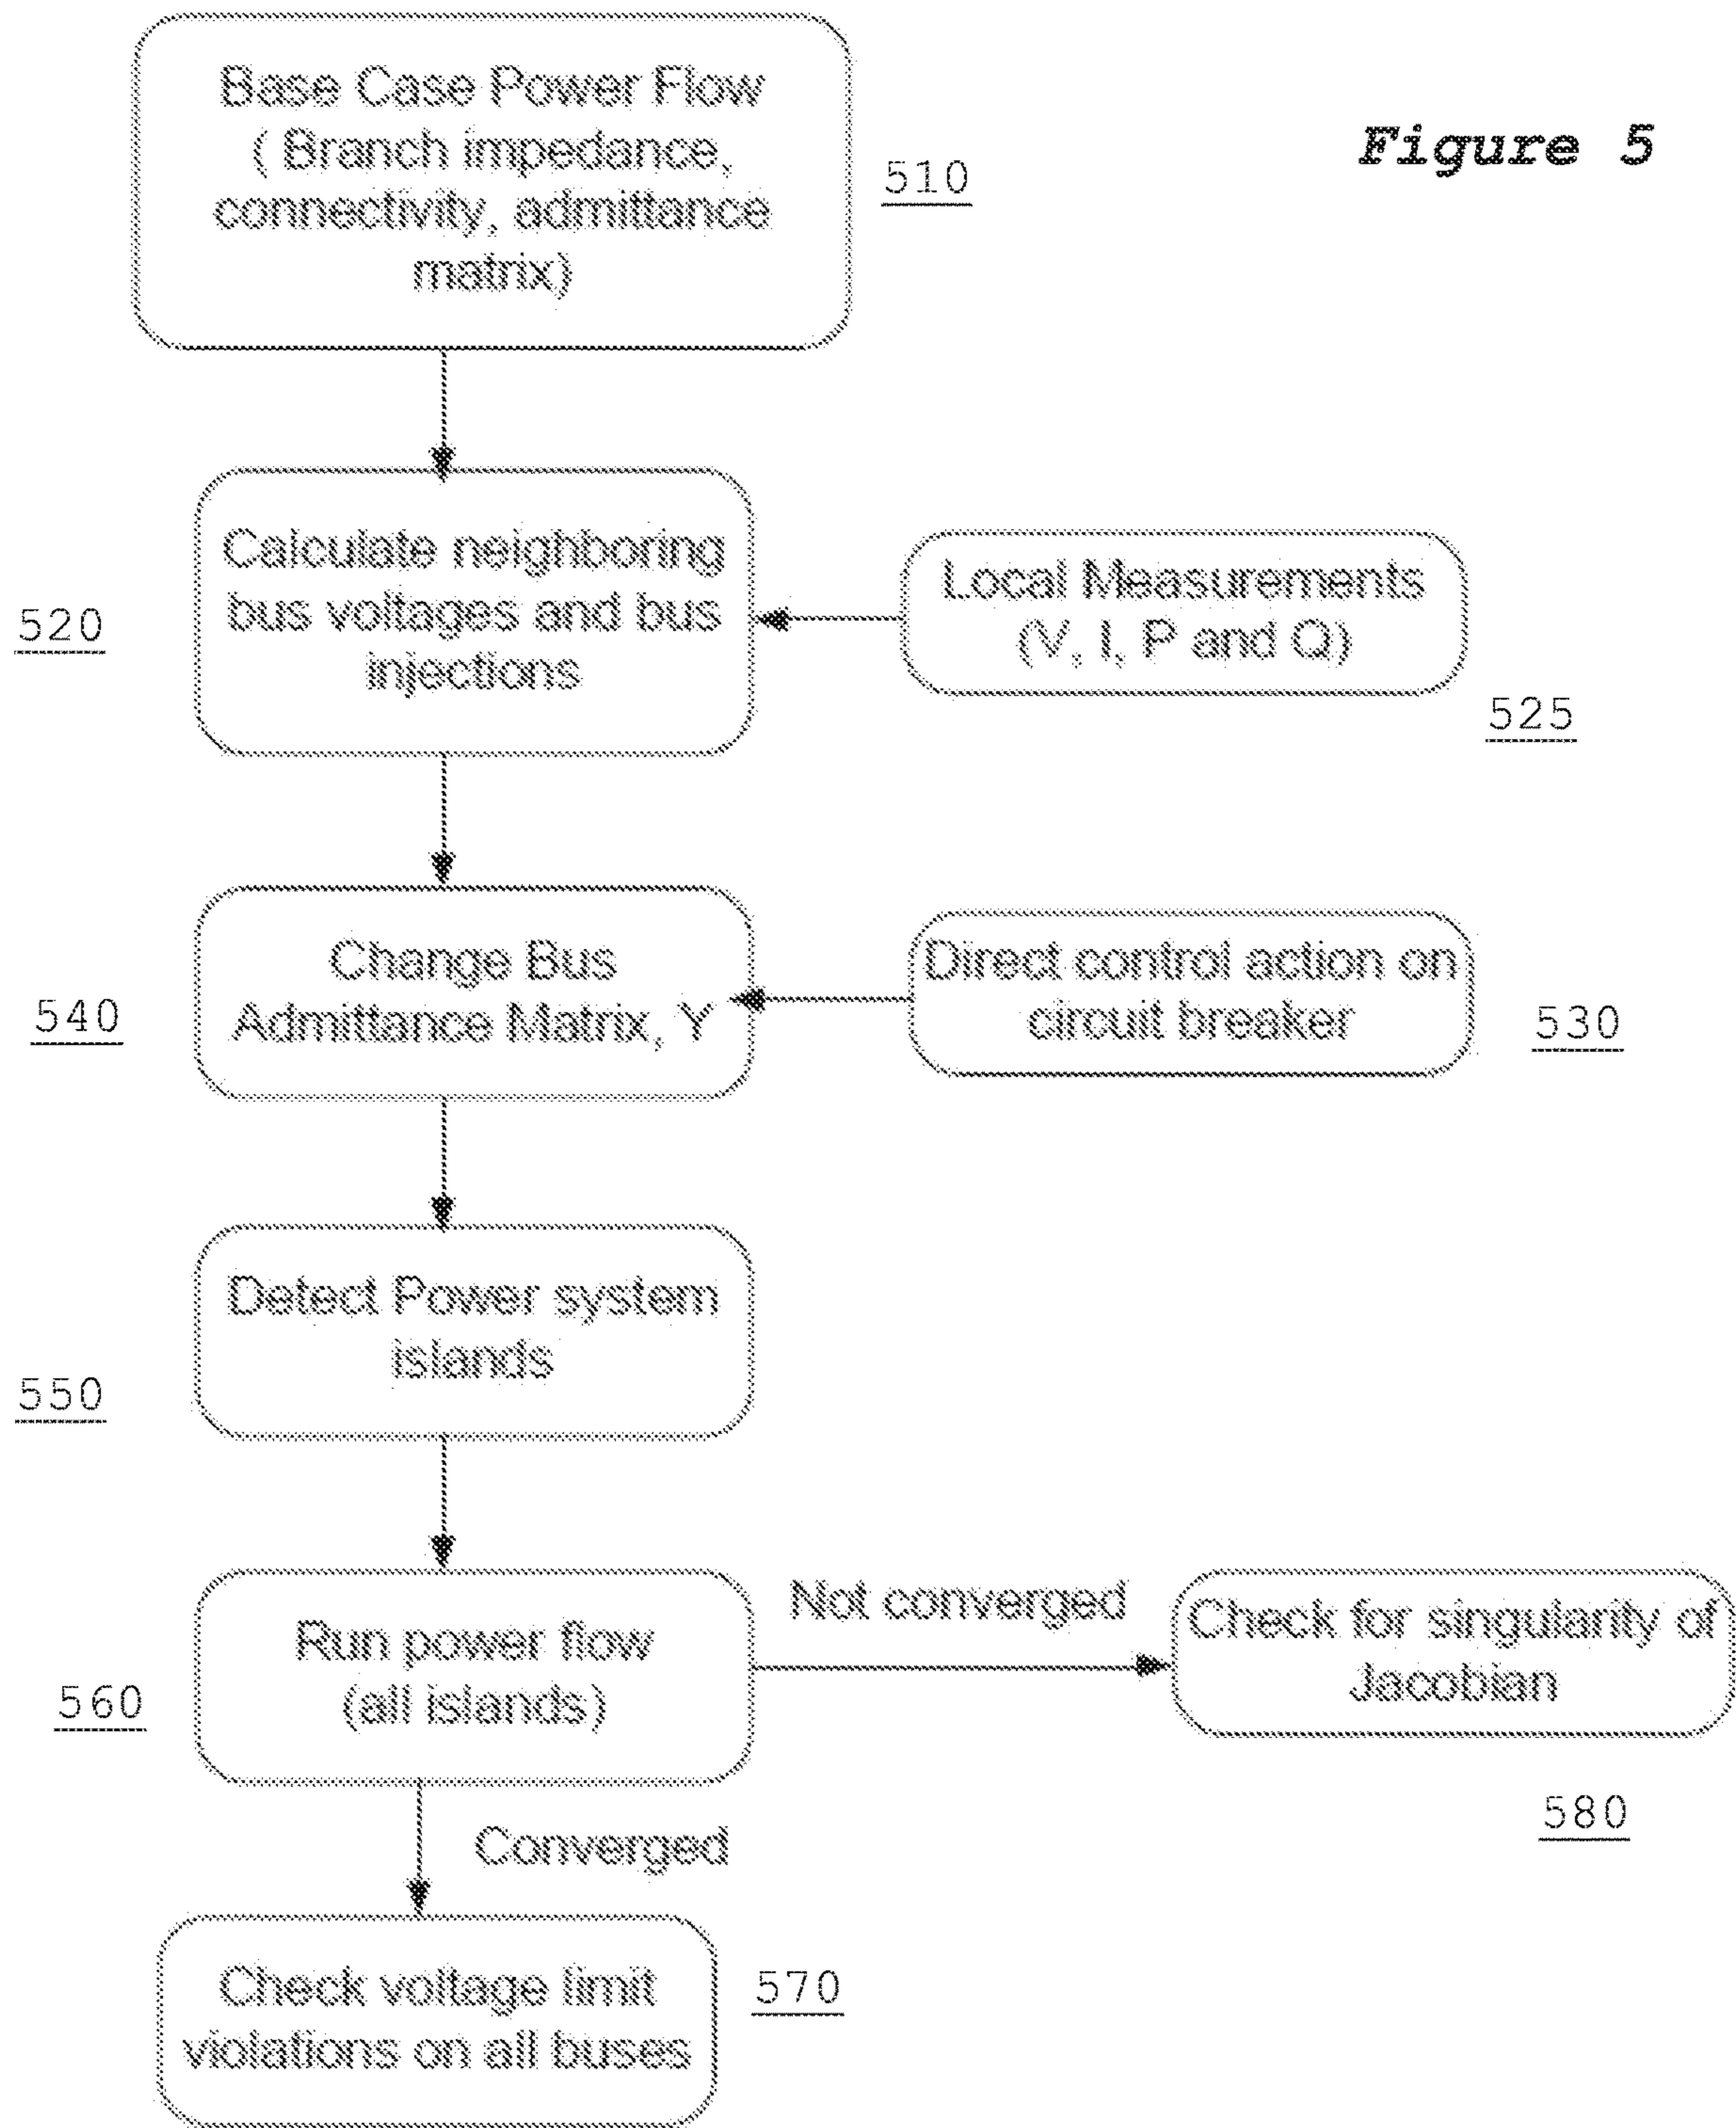 Base Case Power Flow
( Branch impedance,
connectivity, admittance
matrix)
510
Figure 5
Calculate neighboring
bus voltages and bus
injections
520
Local Measurements
(V, I, P and Q)
525
Change Bus
Admittance Matrix, Y
540
Direct control action on
circuit breaker
530
Detect Power system
islands
550
Run power flow
(all islands)
560
Not converged
Check for singularity of
Jacobian
580
Converged
Check voltage limit
violations on all buses
570